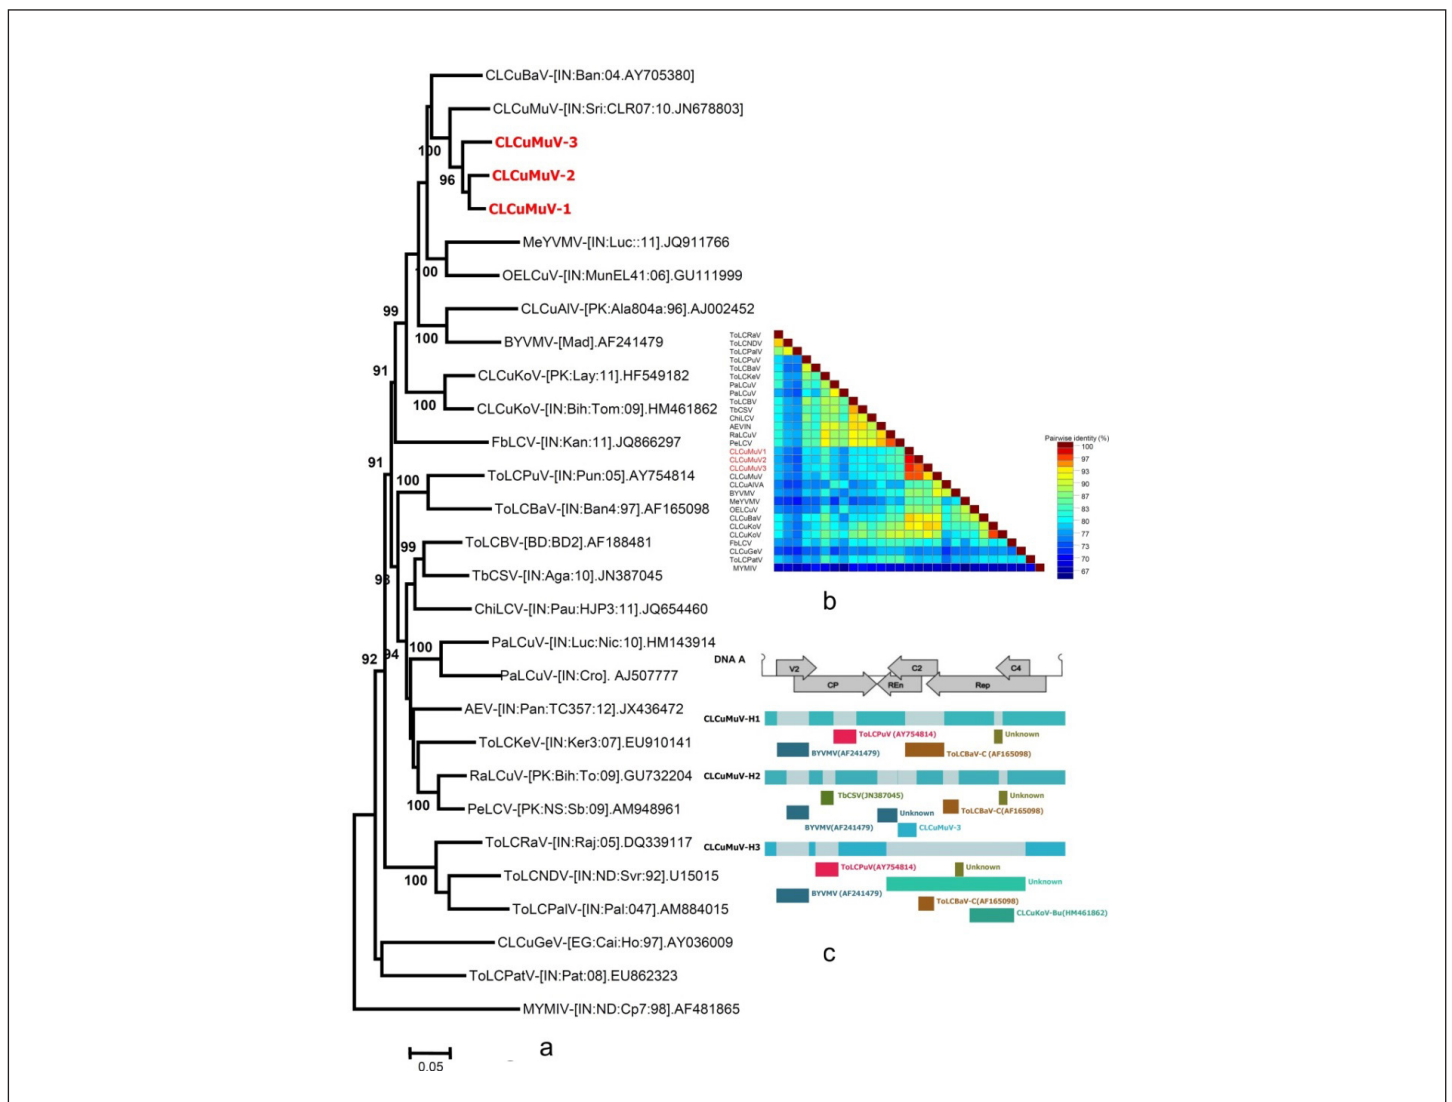 CLCuBaV-[IN:Ban:04.AY705380]
CLCuMuV-[IN:Sri:CLR07:10.JN678803]
CLCuMuV-3
100
CLCuMuV-2
96
CLCuMuV-1
MeYVMV-[IN:Luc::11].JQ911766
OELCuV-[IN:MunEL41:06].GU111999
100
CLCuAlV-[PK:Ala804a:96].AJ002452
99
BYVMV-[Mad].AF241479
100
CLCuKoV-[PK:Lay:11].HF549182
91
CLCuKoV-[IN:Bih:Tom:09].HM461862
100
FbLCV-[IN:Kan:11].JQ866297
91
ToLCPuV-[IN:Pun:05].AY754814
100
ToLCBaV-[IN:Ban4:97].AF165098
ToLCBV-[BD:BD2].AF188481
99
TbCSV-[IN:Aga:10].JN387045
93
ChiLCV-[IN:Pau:HJP3:11].JQ654460
PaLCuV-[IN:Luc:Nic:10].HM143914
100
92
94
PaLCuV-[IN:Cro]. AJ507777
AEV-[IN:Pan:TC357:12].JX436472
ToLCKeV-[IN:Ker3:07].EU910141
RaLCuV-[PK:Bih:To:09].GU732204
PeLCV-[PK:NS:Sb:09].AM948961
100
ToLCRaV-[IN:Raj:05].DQ339117
ToLCNDV-[IN:ND:Svr:92].U15015
100
ToLCPalV-[IN:Pal:047].AM884015
CLCuGeV-[EG:Cai:Ho:97].AY036009
ToLCPatV-[IN:Pat:08].EU862323
MYMIV-[IN:ND:Cp7:98].AF481865
0.05
a
ToLCRaV
ToLCNDV
ToLCPalV
ToLCPuV
ToLCBaV
ToLCKeV
PaLCuV
PaLCuV
ToLCBV
TbCSV
ChiLCV
AEVIN
RaLCuV
PeLCV
CLCuMuV1
CLCuMuV2
CLCuMuV3
CLCuMuV
CLCuAlVA
BYVMV
MeYVMV
OELCuV
CLCuBaV
CLCuKoV
CLCuKoV
FbLCV
CLCuGeV
ToLCPatV
MYMIV
Pairwise identity (%)
100
97
93
90
87
83
80
77
73
70
67
b
DNA A
V2
C2
C4
CP
REn
Rep
CLCuMuV-H1
ToLCPuV (AY754814)
Unknown
BYVMV(AF241479)
ToLCBaV-C (AF165098)
CLCuMuV-H2
TbCSV(JN387045)
Unknown
Unknown
ToLCBaV-C(AF165098)
BYVMV(AF241479)
CLCuMuV-3
CLCuMuV-H3
ToLCPuV(AY754814)
Unknown
Unknown
BYVMV (AF241479)
ToLCBaV-C(AF165098)
CLCuKoV-Bu(HM461862)
c